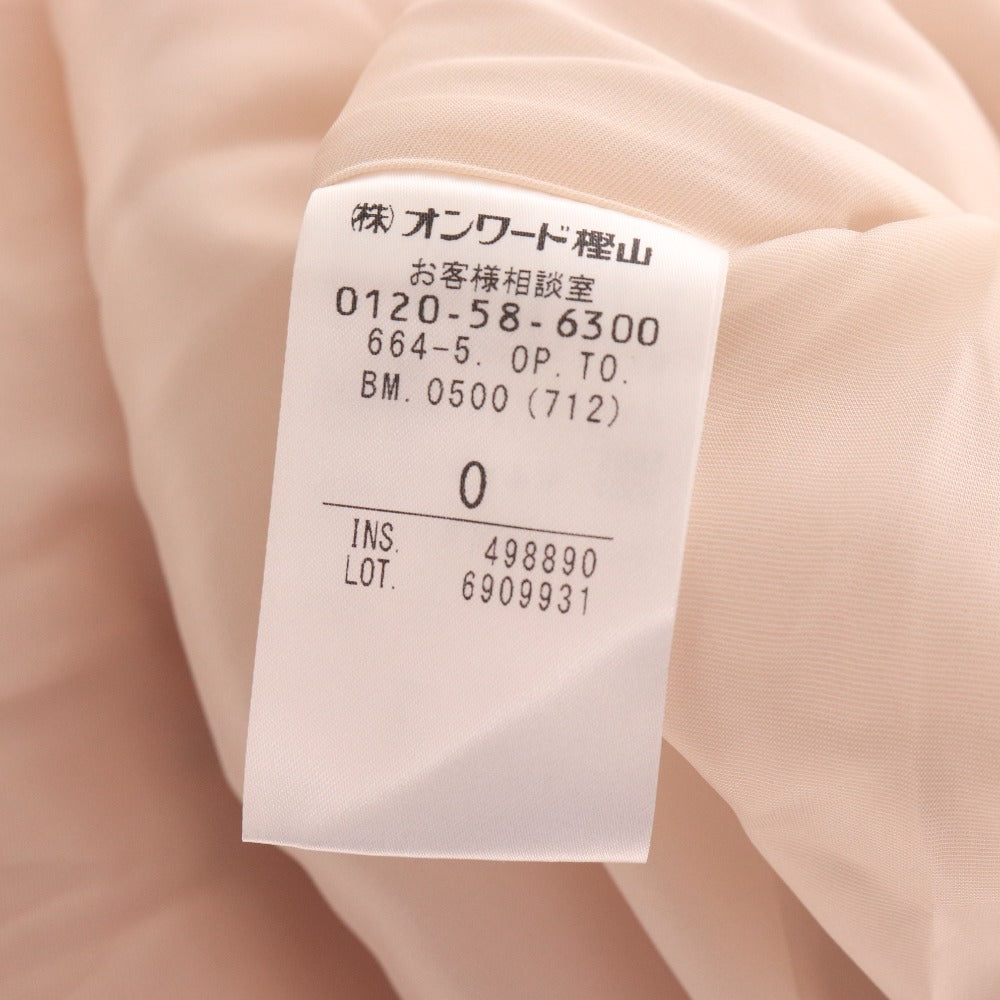 (株)オンワード樫山
お客様相談室
0120-58-6300
664-5. OP. TO.
BM. 0500 (712)
0
INS. 498890
LOT. 6909931